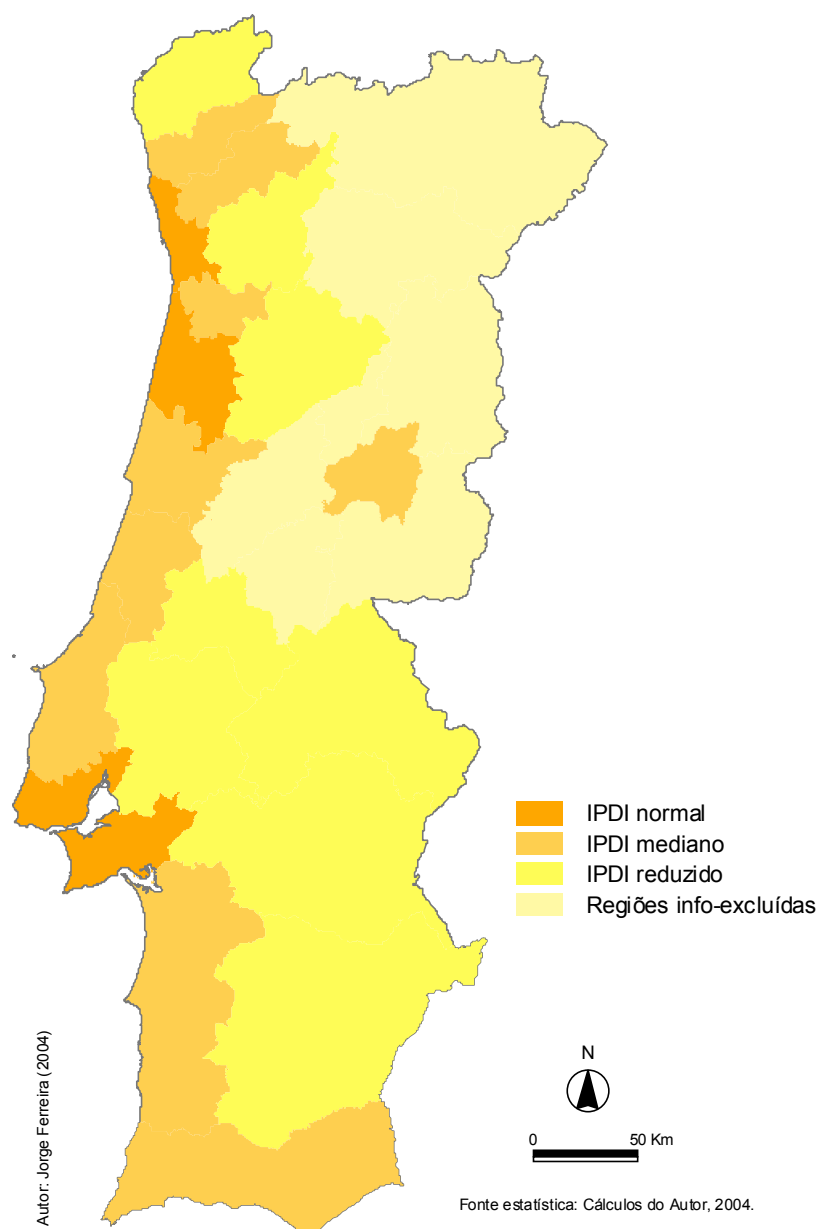 IPDI normal
IPDI mediano
IPDI reduzido
Regiões info-excluídas
N
0 50 Km
Autor: Jorge Ferreira (2004)
Fonte estatística: Cálculos do Autor, 2004.